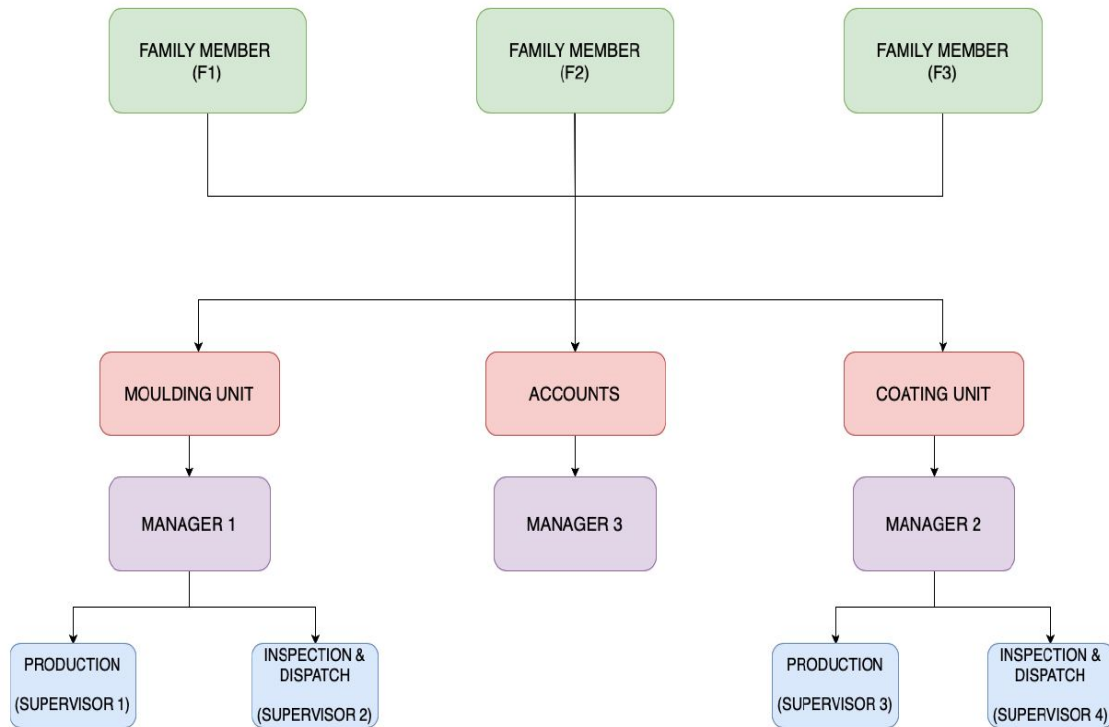 FAMILY MEMBER
(F1)
FAMILY MEMBER
(F2)
FAMILY MEMBER
(F3)
MOULDING UNIT
ACCOUNTS
COATING UNIT
MANAGER 1
MANAGER 3
MANAGER 2
PRODUCTION
(SUPERVISOR 1)
INSPECTION &
DISPATCH
(SUPERVISOR 2)
PRODUCTION
(SUPERVISOR 3)
INSPECTION &
DISPATCH
(SUPERVISOR 4)